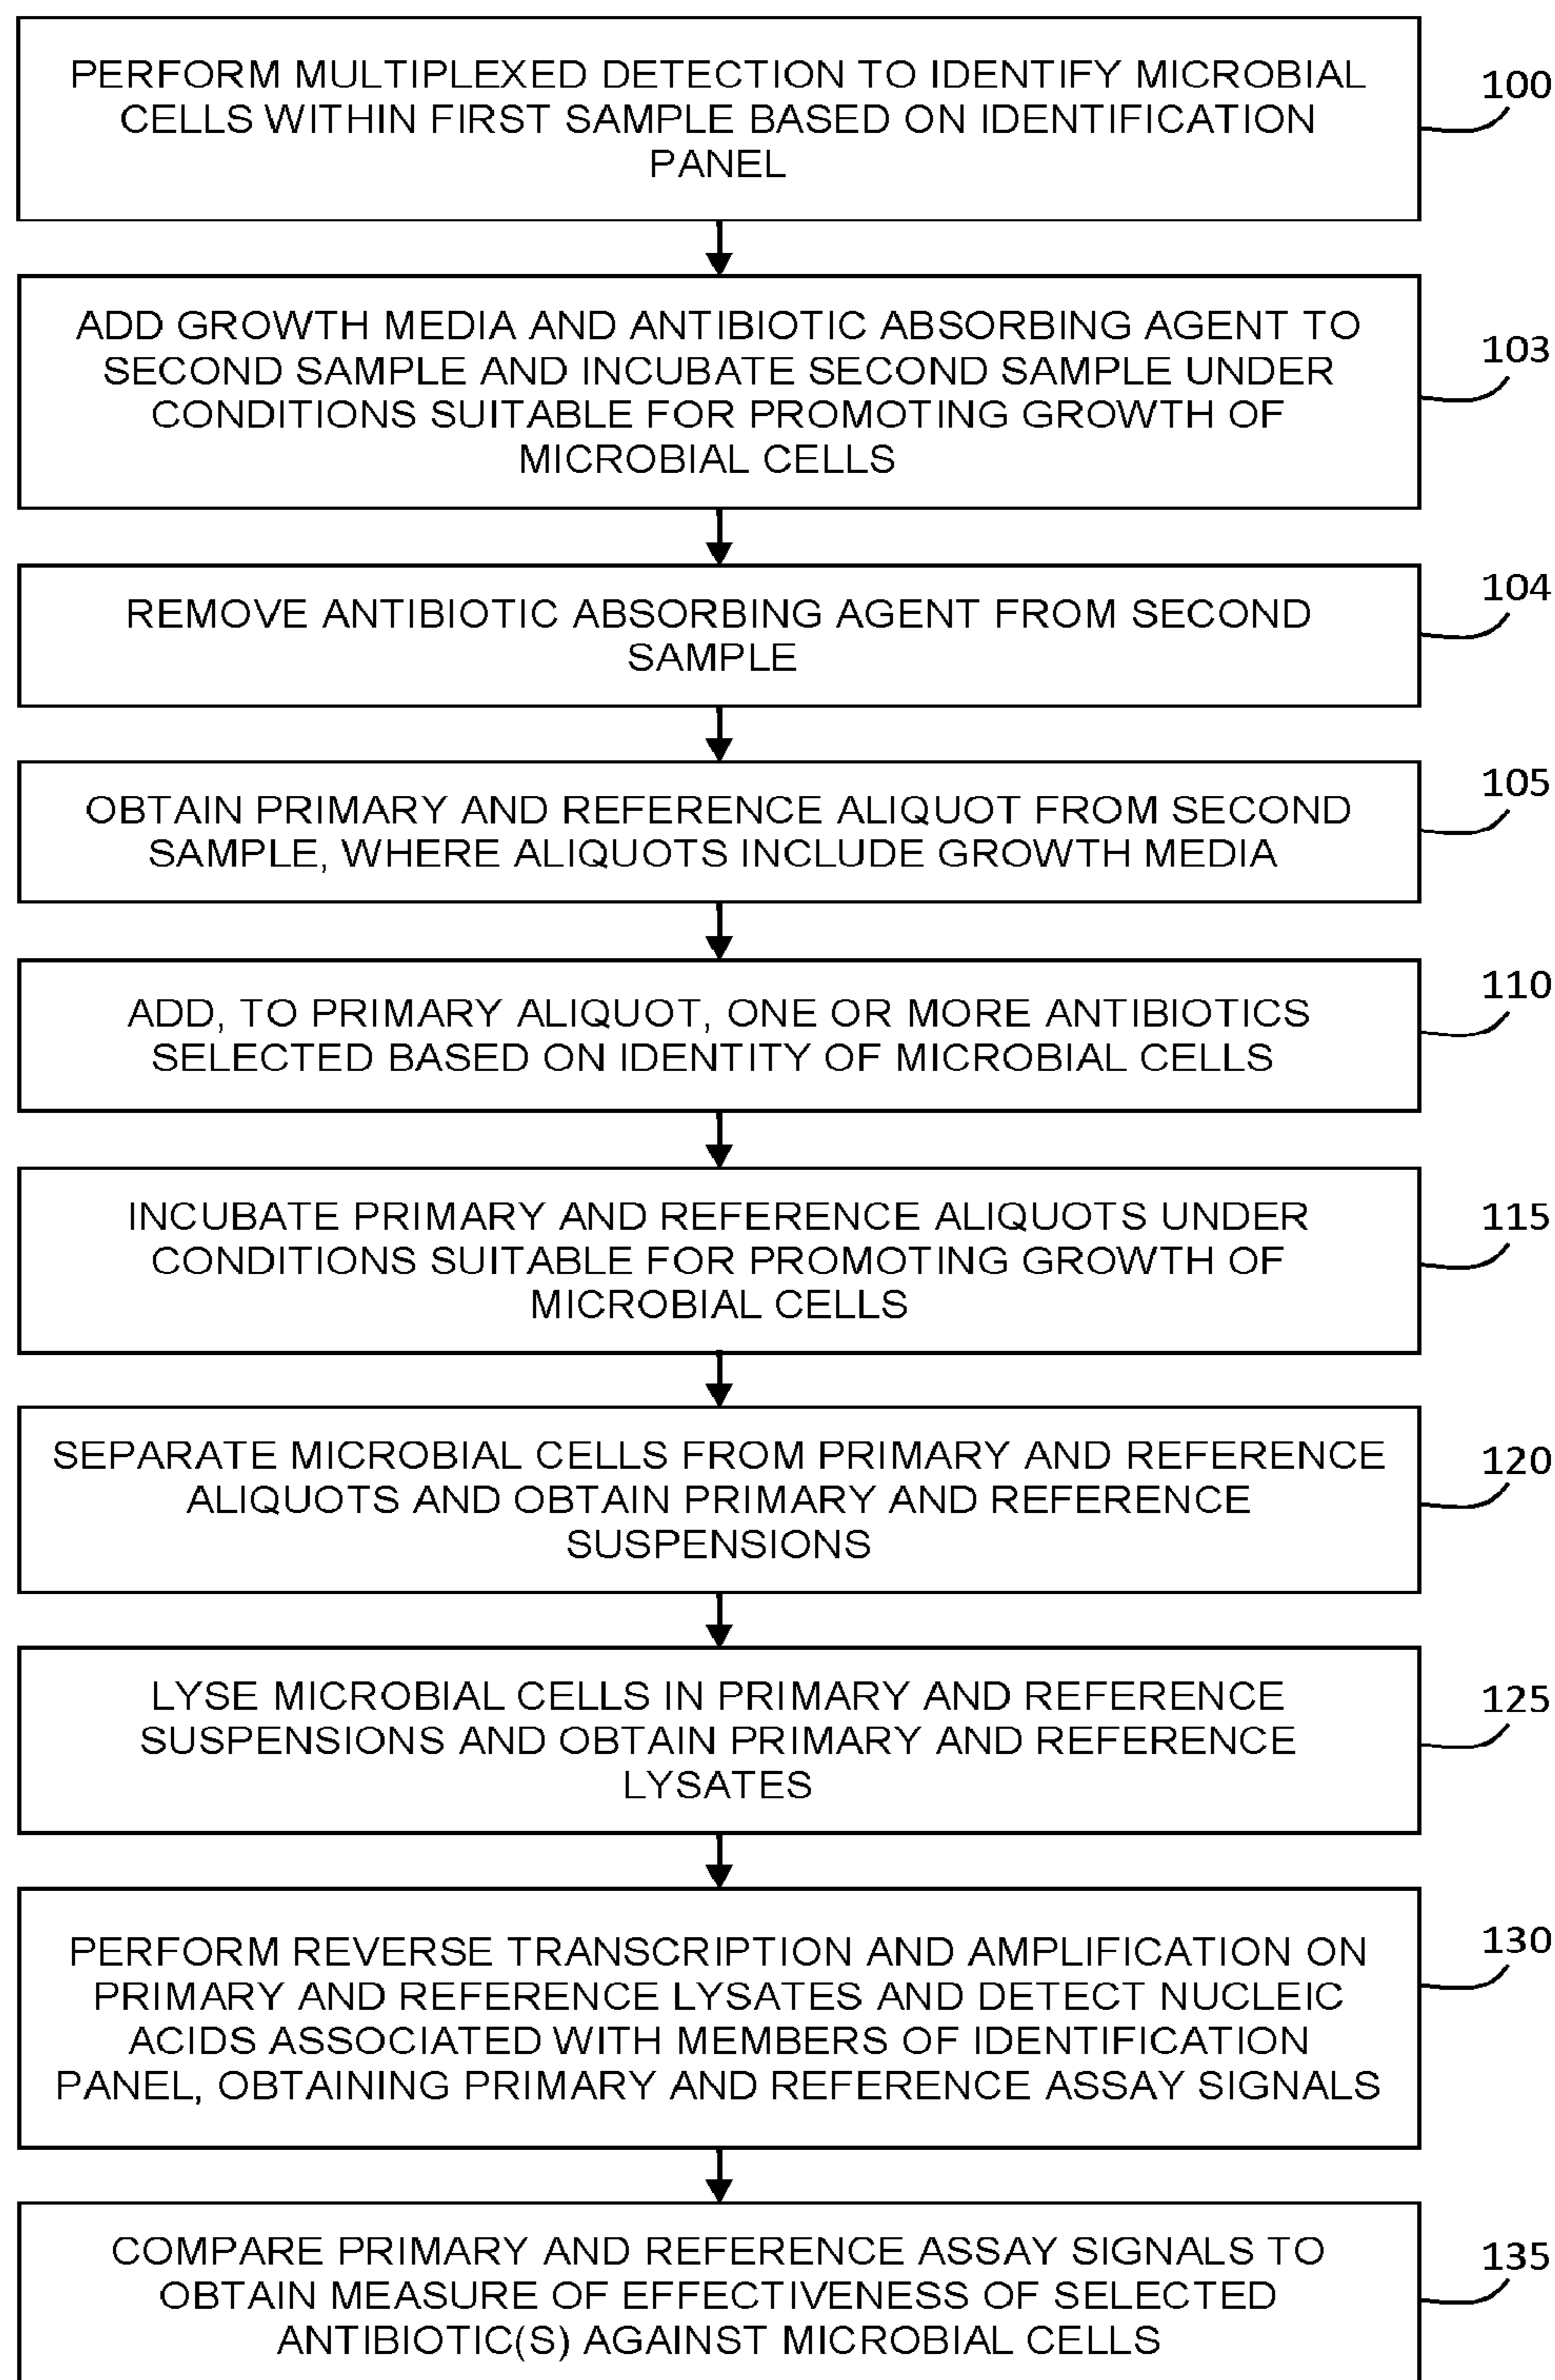 PERFORM MULTIPLEXED DETECTION TO IDENTIFY MICROBIAL
CELLS WITHIN FIRST SAMPLE BASED ON IDENTIFICATION
PANEL
100
ADD GROWTH MEDIA AND ANTIBIOTIC ABSORBING AGENT TO
SECOND SAMPLE AND INCUBATE SECOND SAMPLE UNDER
CONDITIONS SUITABLE FOR PROMOTING GROWTH OF
MICROBIAL CELLS
103
REMOVE ANTIBIOTIC ABSORBING AGENT FROM SECOND
SAMPLE
104
OBTAIN PRIMARY AND REFERENCE ALIQUOT FROM SECOND
SAMPLE, WHERE ALIQUOTS INCLUDE GROWTH MEDIA
105
ADD, TO PRIMARY ALIQUOT, ONE OR MORE ANTIBIOTICS
SELECTED BASED ON IDENTITY OF MICROBIAL CELLS
110
INCUBATE PRIMARY AND REFERENCE ALIQUOTS UNDER
CONDITIONS SUITABLE FOR PROMOTING GROWTH OF
MICROBIAL CELLS
115
SEPARATE MICROBIAL CELLS FROM PRIMARY AND REFERENCE
ALIQUOTS AND OBTAIN PRIMARY AND REFERENCE
SUSPENSIONS
120
LYSE MICROBIAL CELLS IN PRIMARY AND REFERENCE
SUSPENSIONS AND OBTAIN PRIMARY AND REFERENCE
LYSATES
125
PERFORM REVERSE TRANSCRIPTION AND AMPLIFICATION ON
PRIMARY AND REFERENCE LYSATES AND DETECT NUCLEIC
ACIDS ASSOCIATED WITH MEMBERS OF IDENTIFICATION
PANEL, OBTAINING PRIMARY AND REFERENCE ASSAY SIGNALS
130
COMPARE PRIMARY AND REFERENCE ASSAY SIGNALS TO
OBTAIN MEASURE OF EFFECTIVENESS OF SELECTED
ANTIBIOTIC(S) AGAINST MICROBIAL CELLS
135